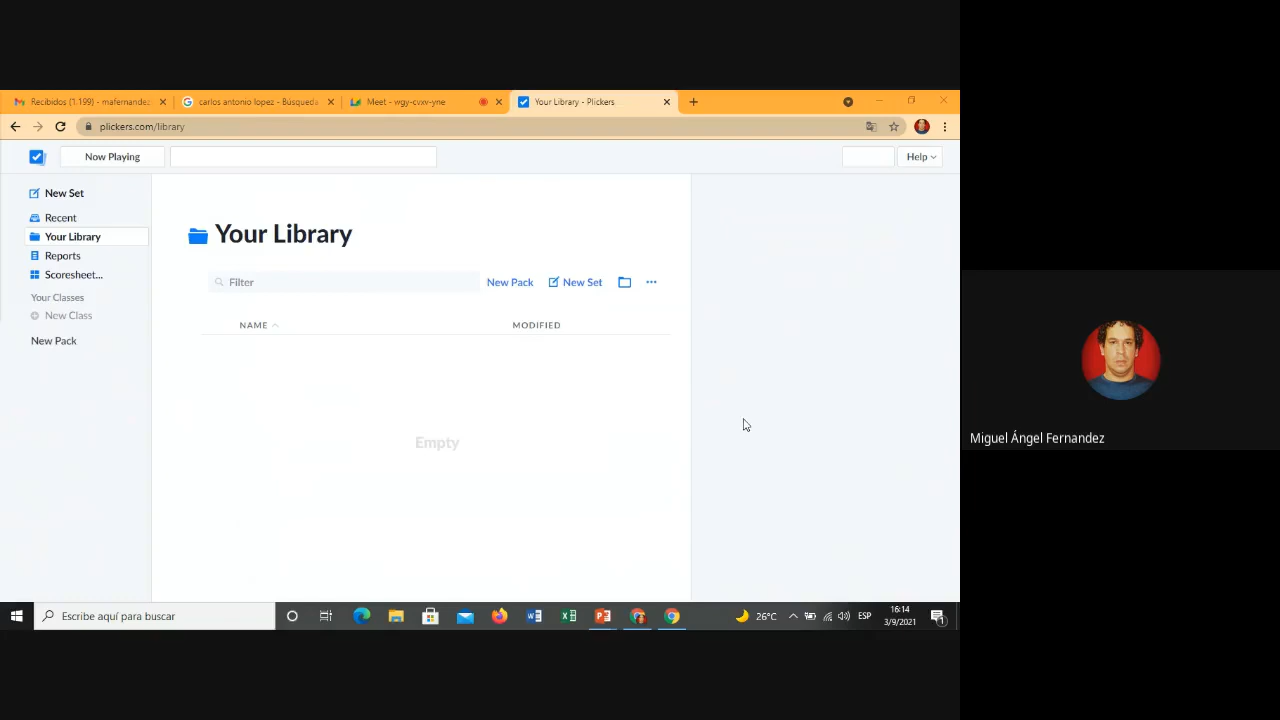 Recibidos (1.199) - mafernandez
carlos antonio lopez - Búsqueda
Meet - wgy-cvxv-yne
Your Library - Plickers
plickers.com/library
Now Playing
Help
New Set
Recent
Your Library
Reports
Scoresheet...
Your Classes
New Class
New Pack
Your Library
Filter
New Pack
New Set
NAME
MODIFIED
Empty
Miguel Ángel Fernandez
Escribe aquí para buscar
26°C
ESP
16:14
3/9/2021
1